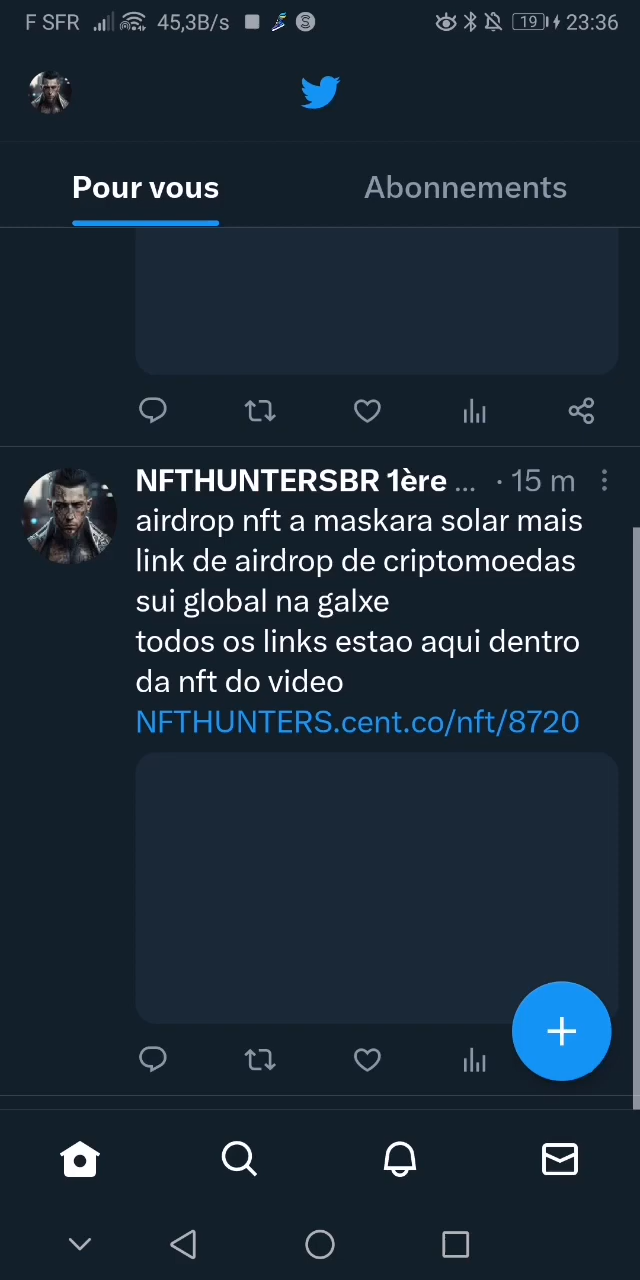 F SFR 45,3B/s 19 23:36
Pour vous Abonnements
NFTHUNTERSBR 1ère ... · 15 m
airdrop nft a maskara solar mais
link de airdrop de criptomoedas
sui global na galxe
todos os links estao aqui dentro
da nft do video
NFTHUNTERS.cent.co/nft/8720